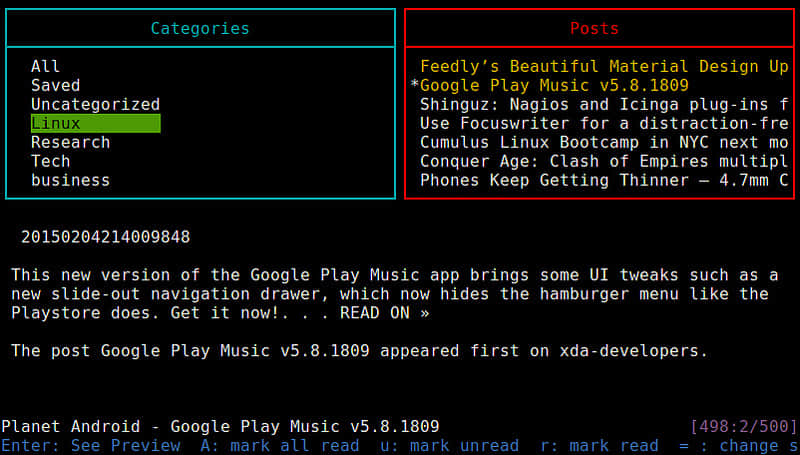 Categories
All
Saved
Uncategorized
Linux
Research
Tech
business
Posts
Feedly’s Beautiful Material Design Up
*Google Play Music v5.8.1809
Shinguz: Nagios and Icinga plug-ins f
Use Focuswriter for a distraction-fre
Cumulus Linux Bootcamp in NYC next mo
Conquer Age: Clash of Empires multipl
Phones Keep Getting Thinner – 4.7mm C
20150204214009848
This new version of the Google Play Music app brings some UI tweaks such as a
new slide-out navigation drawer, which now hides the hamburger menu like the
Playstore does. Get it now!. . . READ ON »
The post Google Play Music v5.8.1809 appeared first on xda-developers.
Planet Android - Google Play Music v5.8.1809 [498:2/500]
Enter: See Preview  A: mark all read  u: mark unread  r: mark read  = : change s